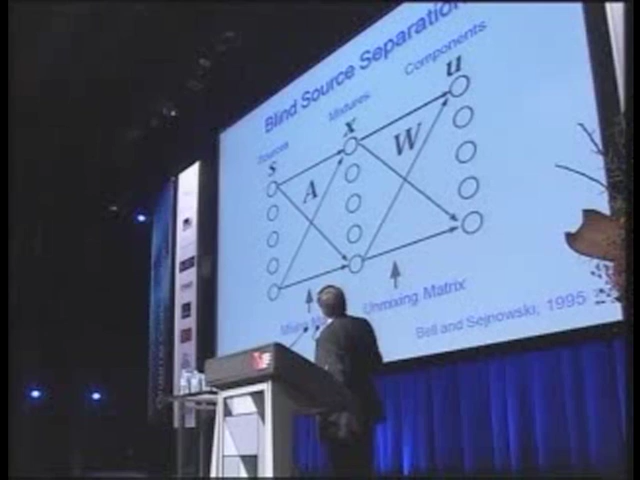 Blind Source Separation
Sources
Mixtures
Components
s
x
u
A
W
Unmixing Matrix
Bell and Sejnowski, 1995